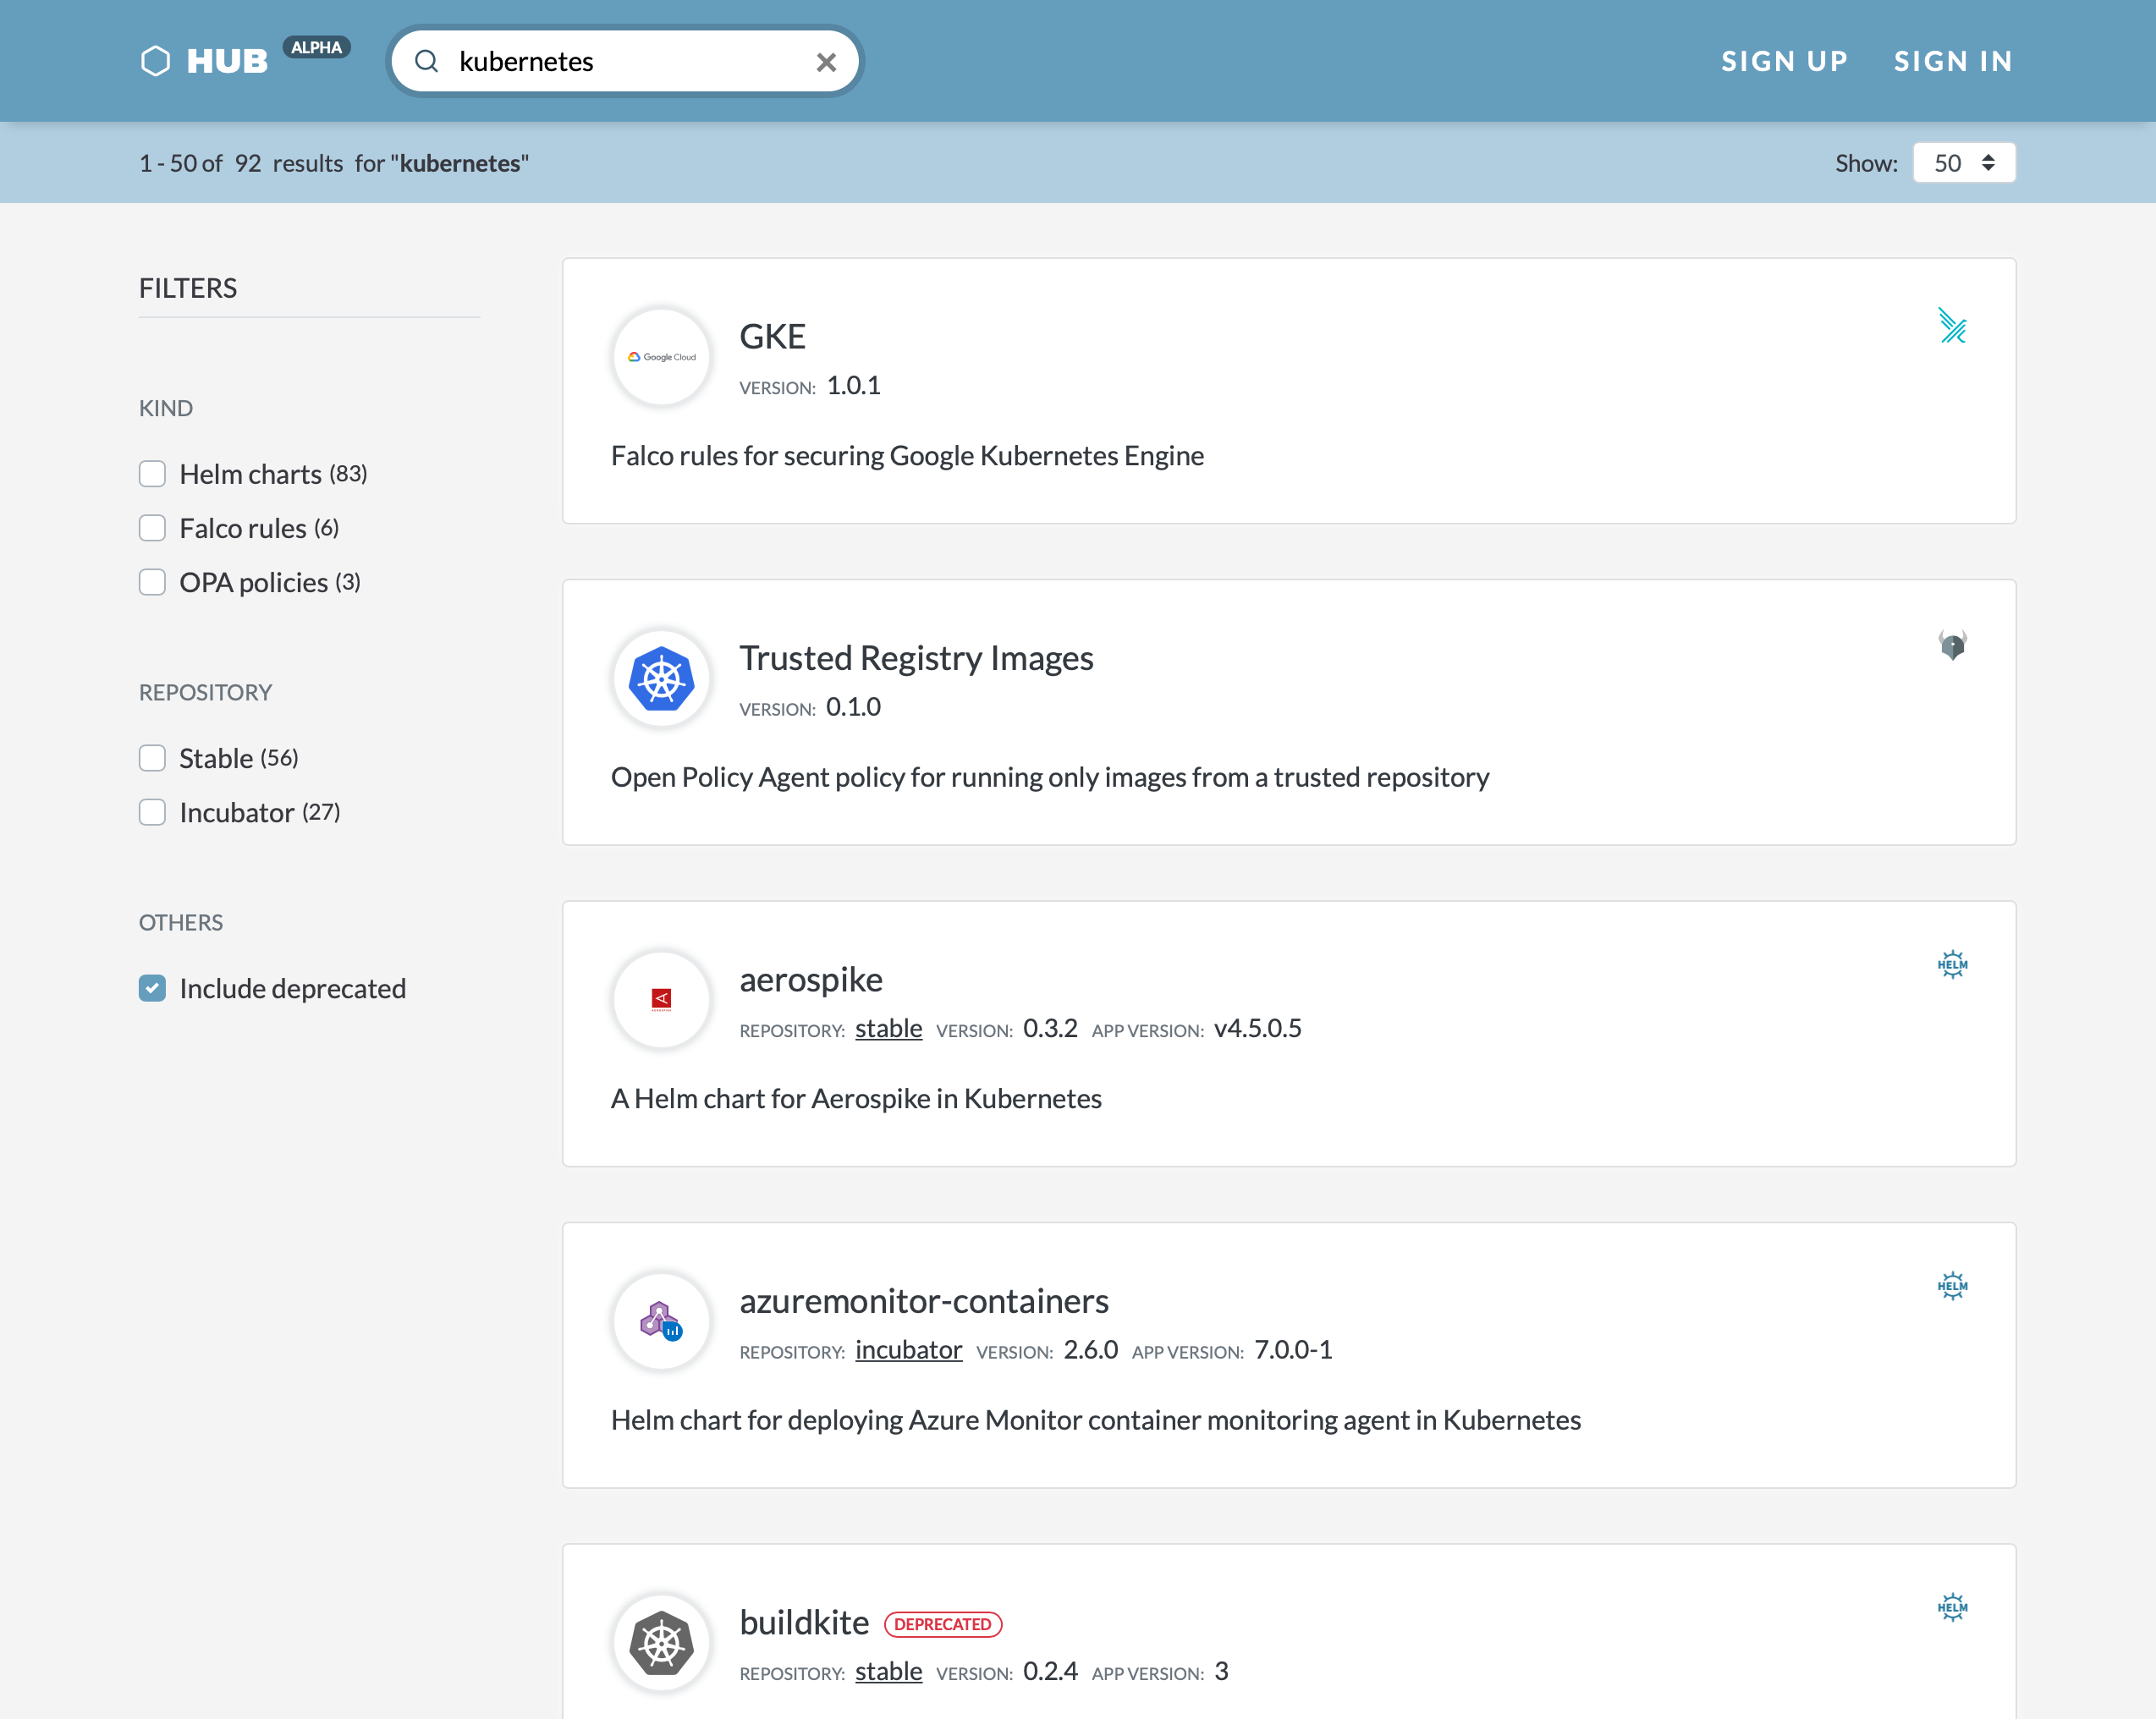 HUB ALPHA kubernetes SIGN UP SIGN IN
1 - 50 of 92 results for "kubernetes" Show: 50
FILTERS
KIND
Helm charts (83)
Falco rules (6)
OPA policies (3)
REPOSITORY
Stable (56)
Incubator (27)
OTHERS
Include deprecated
Google Cloud
GKE
VERSION: 1.0.1
Falco rules for securing Google Kubernetes Engine
Trusted Registry Images
VERSION: 0.1.0
Open Policy Agent policy for running only images from a trusted repository
aerospike
HELM
REPOSITORY: stable VERSION: 0.3.2 APP VERSION: v4.5.0.5
A Helm chart for Aerospike in Kubernetes
azuremonitor-containers
HELM
REPOSITORY: incubator VERSION: 2.6.0 APP VERSION: 7.0.0-1
Helm chart for deploying Azure Monitor container monitoring agent in Kubernetes
buildkite DEPRECATED
HELM
REPOSITORY: stable VERSION: 0.2.4 APP VERSION: 3